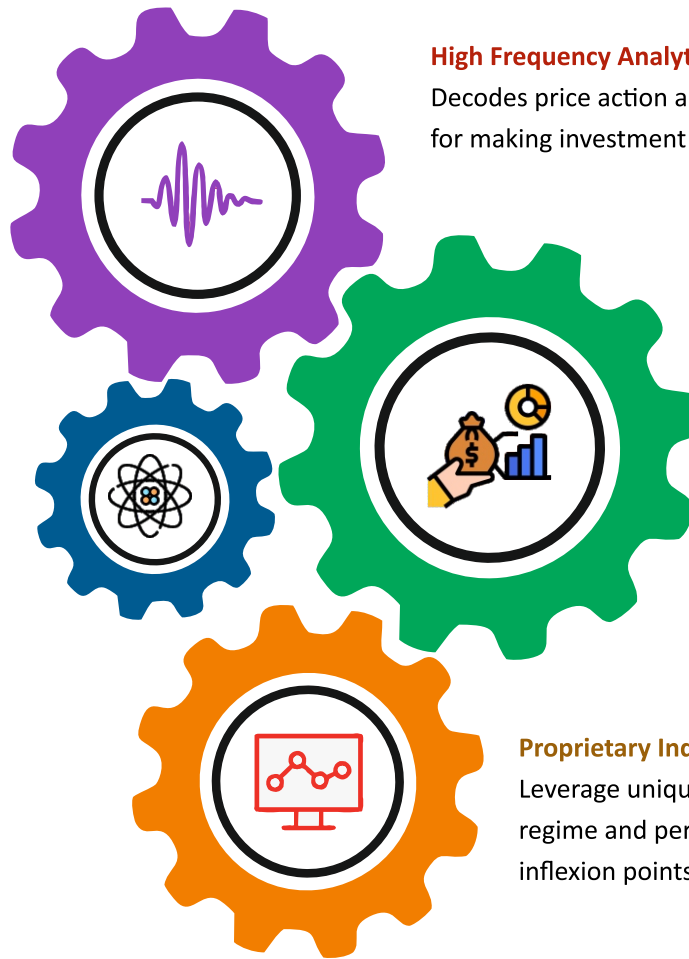 High Frequency Analyt
Decodes price action a
for making investment
$
Proprietary Ind
Leverage uniqu
regime and per
inflexion points